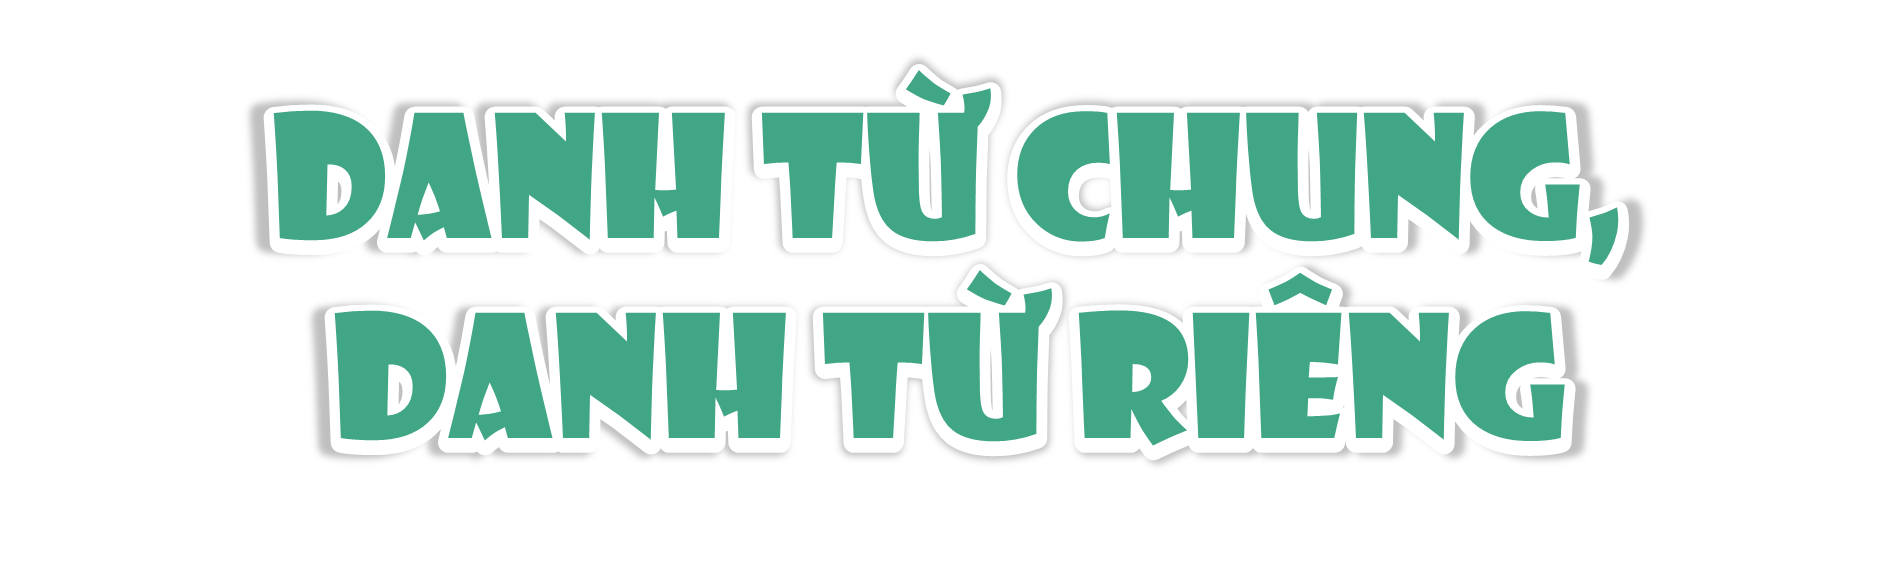 DANH TỪ CHUNG,
DANH TỪ RIÊNG